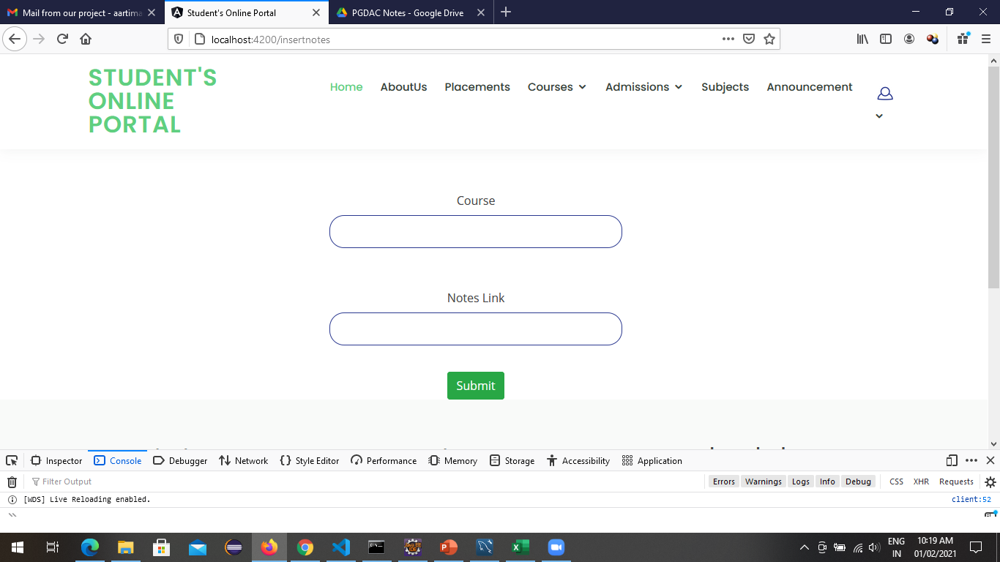 Mail from our project - aartima
Student's Online Portal
PGDAC Notes - Google Drive
localhost:4200/insertnotes
STUDENT'S
ONLINE
PORTAL
Home
AboutUs
Placements
Courses
Admissions
Subjects
Announcement
Course
Notes Link
Submit
Inspector
Console
Debugger
Network
Style Editor
Performance
Memory
Storage
Accessibility
Application
Filter Output
Errors
Warnings
Logs
Info
Debug
CSS
XHR
Requests
[WDS] Live Reloading enabled.
client:52
ENG
IN
10:19 AM
01/02/2021